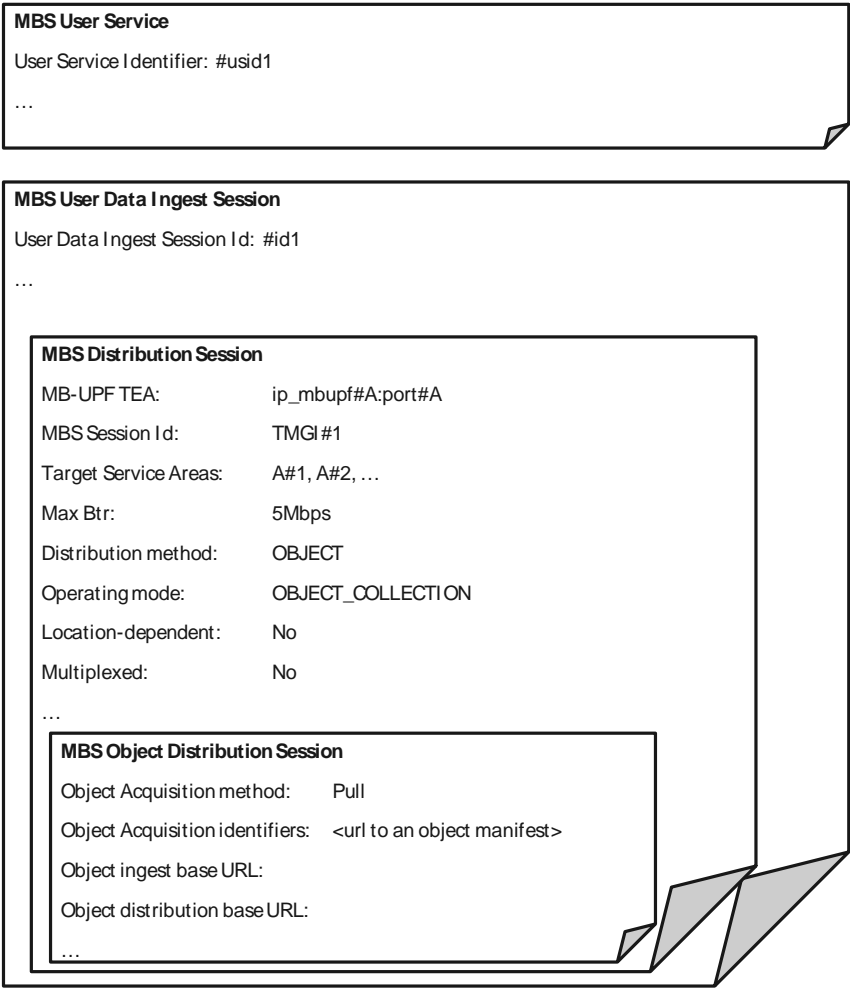 MBS User Service
User Service Identifier: #usid1
…
MBS User Data Ingest Session
User Data Ingest Session Id: #id1
…
MBS Distribution Session
MB-UPF TEA: ip_mbupf#A:port#A
MBS Session Id: TMGI#1
Target Service Areas: A#1, A#2, …
Max Btr: 5Mbps
Distribution method: OBJECT
Operating mode: OBJECT_COLLECTION
Location-dependent: No
Multiplexed: No
…
MBS Object Distribution Session
Object Acquisition method: Pull
Object Acquisition identifiers: <url to an object manifest>
Object ingest base URL:
Object distribution base URL:
…